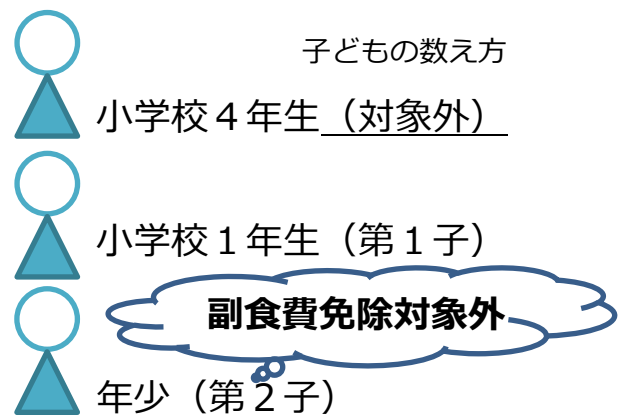 子どもの数え方
小学校４年生（対象外）
小学校１年生（第１子）
副食費免除対象外
年少（第２子）